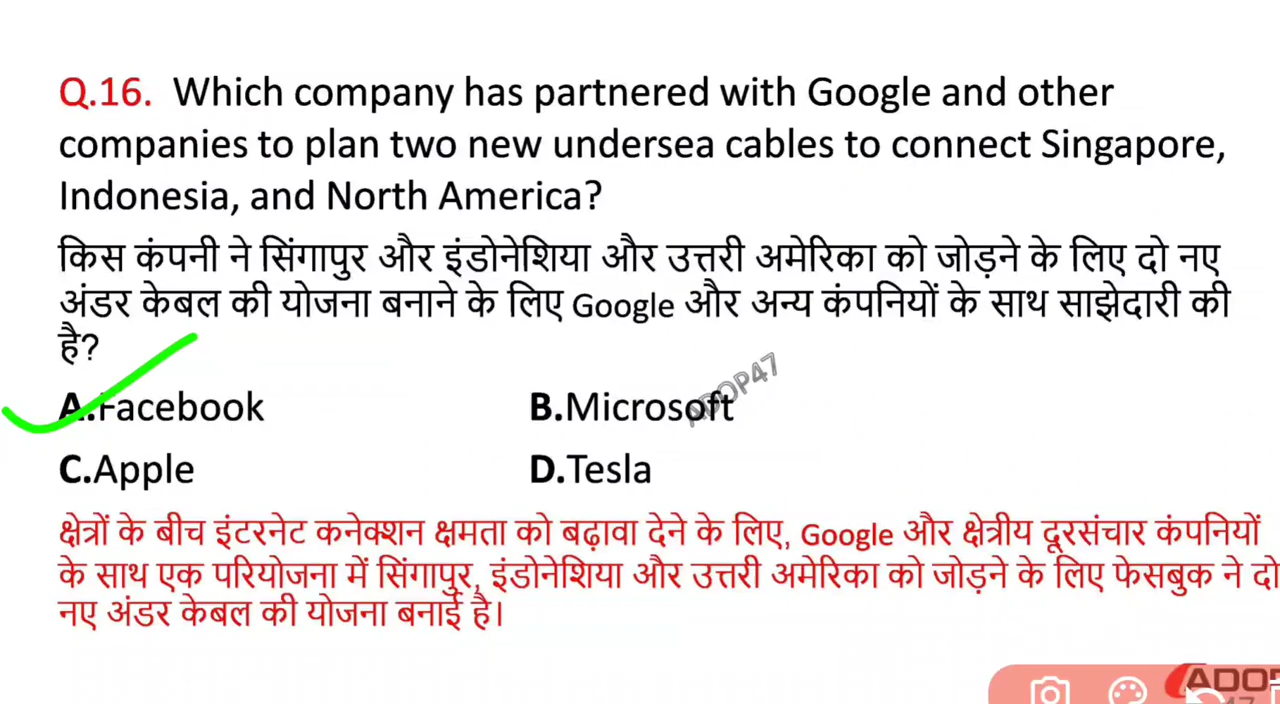 Q.16. Which company has partnered with Google and other
companies to plan two new undersea cables to connect Singapore,
Indonesia, and North America?
किस कंपनी ने सिंगापुर और इंडोनेशिया और उत्तरी अमेरिका को जोड़ने के लिए दो नए
अंडर केबल की योजना बनाने के लिए Google और अन्य कंपनियों के साथ साझेदारी की
है?
A.Facebook B.Microsoft
ADOP47
C.Apple D.Tesla
क्षेत्रों के बीच इंटरनेट कनेक्शन क्षमता को बढ़ावा देने के लिए, Google और क्षेत्रीय दूरसंचार कंपनियों
के साथ एक परियोजना में सिंगापुर, इंडोनेशिया और उत्तरी अमेरिका को जोड़ने के लिए फेसबुक ने दो
नए अंडर केबल की योजना बनाई है।